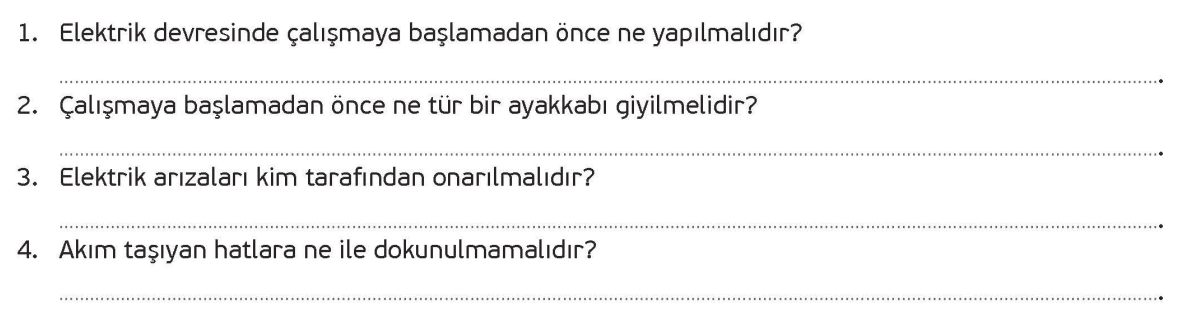 1. Elektrik devresinde çalışmaya başlamadan önce ne yapılmalıdır?
.............................................................................................................................
2. Çalışmaya başlamadan önce ne tür bir ayakkabı giyilmelidir?
.............................................................................................................................
3. Elektrik arızaları kim tarafından onarılmalıdır?
.............................................................................................................................
4. Akım taşıyan hatlara ne ile dokunulmamalıdır?
.............................................................................................................................